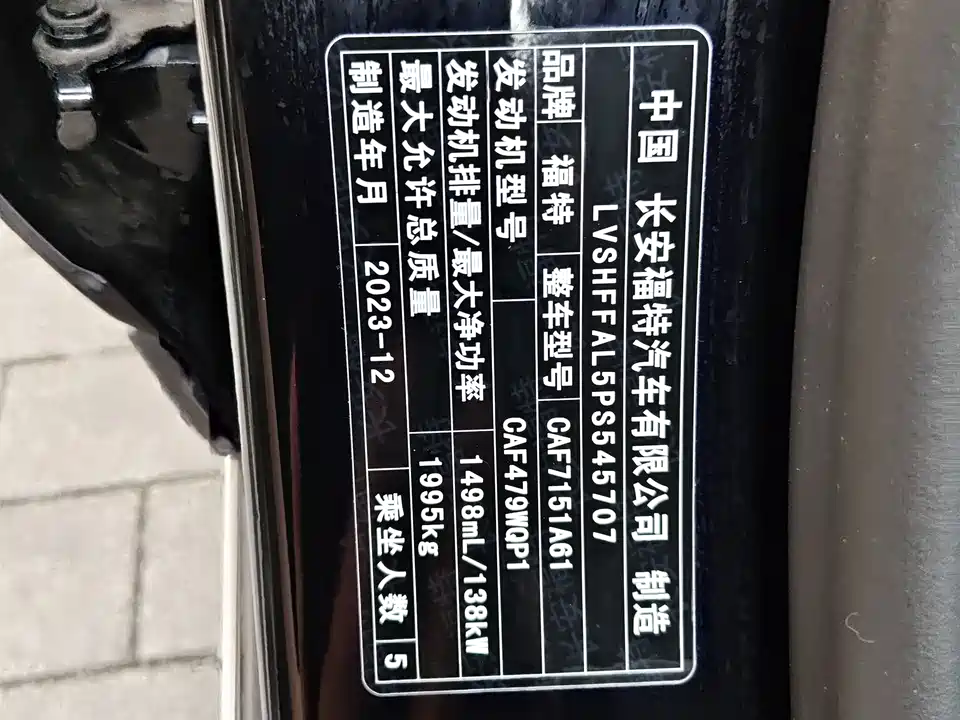 中国 长安福特汽车有限公司 制造
LVSHFFAL5PS545707
品牌 福特 整车型号 CAF7151A61
发动机型号 CAF479WQP1
发动机排量/最大净功率 1498mL/138kW
最大允许总质量 1995kg
制造年月 2023-12 乘坐人数 5